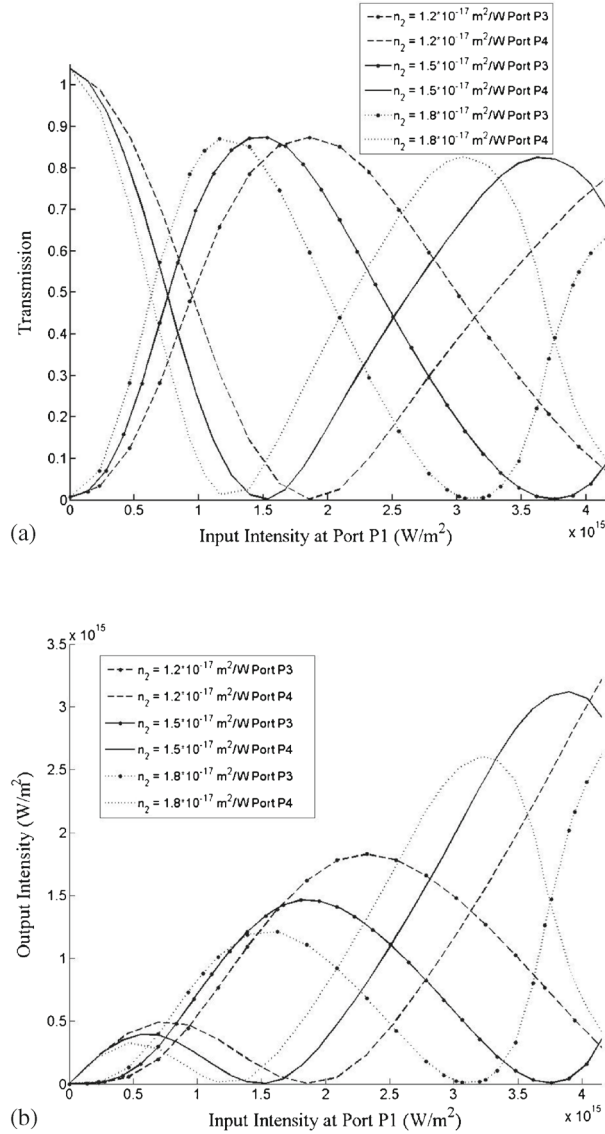 n2 = 1.2*10-17 m2/W Port P3
n2 = 1.2*10-17 m2/W Port P4
n2 = 1.5*10-17 m2/W Port P3
n2 = 1.5*10-17 m2/W Port P4
n2 = 1.8*10-17 m2/W Port P3
n2 = 1.8*10-17 m2/W Port P4
1
0.9
0.8
0.7
0.6
0.5
0.4
0.3
0.2
0.1
0
Transmission
0 0.5 1 1.5 2 2.5 3 3.5 4
x 10 15
Input Intensity at Port P1 (W/m2)
(a)
x 10 15
3.5
3
2.5
2
1.5
1
0.5
0
Output Intensity (W/m2)
n2 = 1.2*10-17 m2/W Port P3
n2 = 1.2*10-17 m2/W Port P4
n2 = 1.5*10-17 m2/W Port P3
n2 = 1.5*10-17 m2/W Port P4
n2 = 1.8*10-17 m2/W Port P3
n2 = 1.8*10-17 m2/W Port P4
0 0.5 1 1.5 2 2.5 3 3.5 4
x 10 15
Input Intensity at Port P1 (W/m2)
(b)